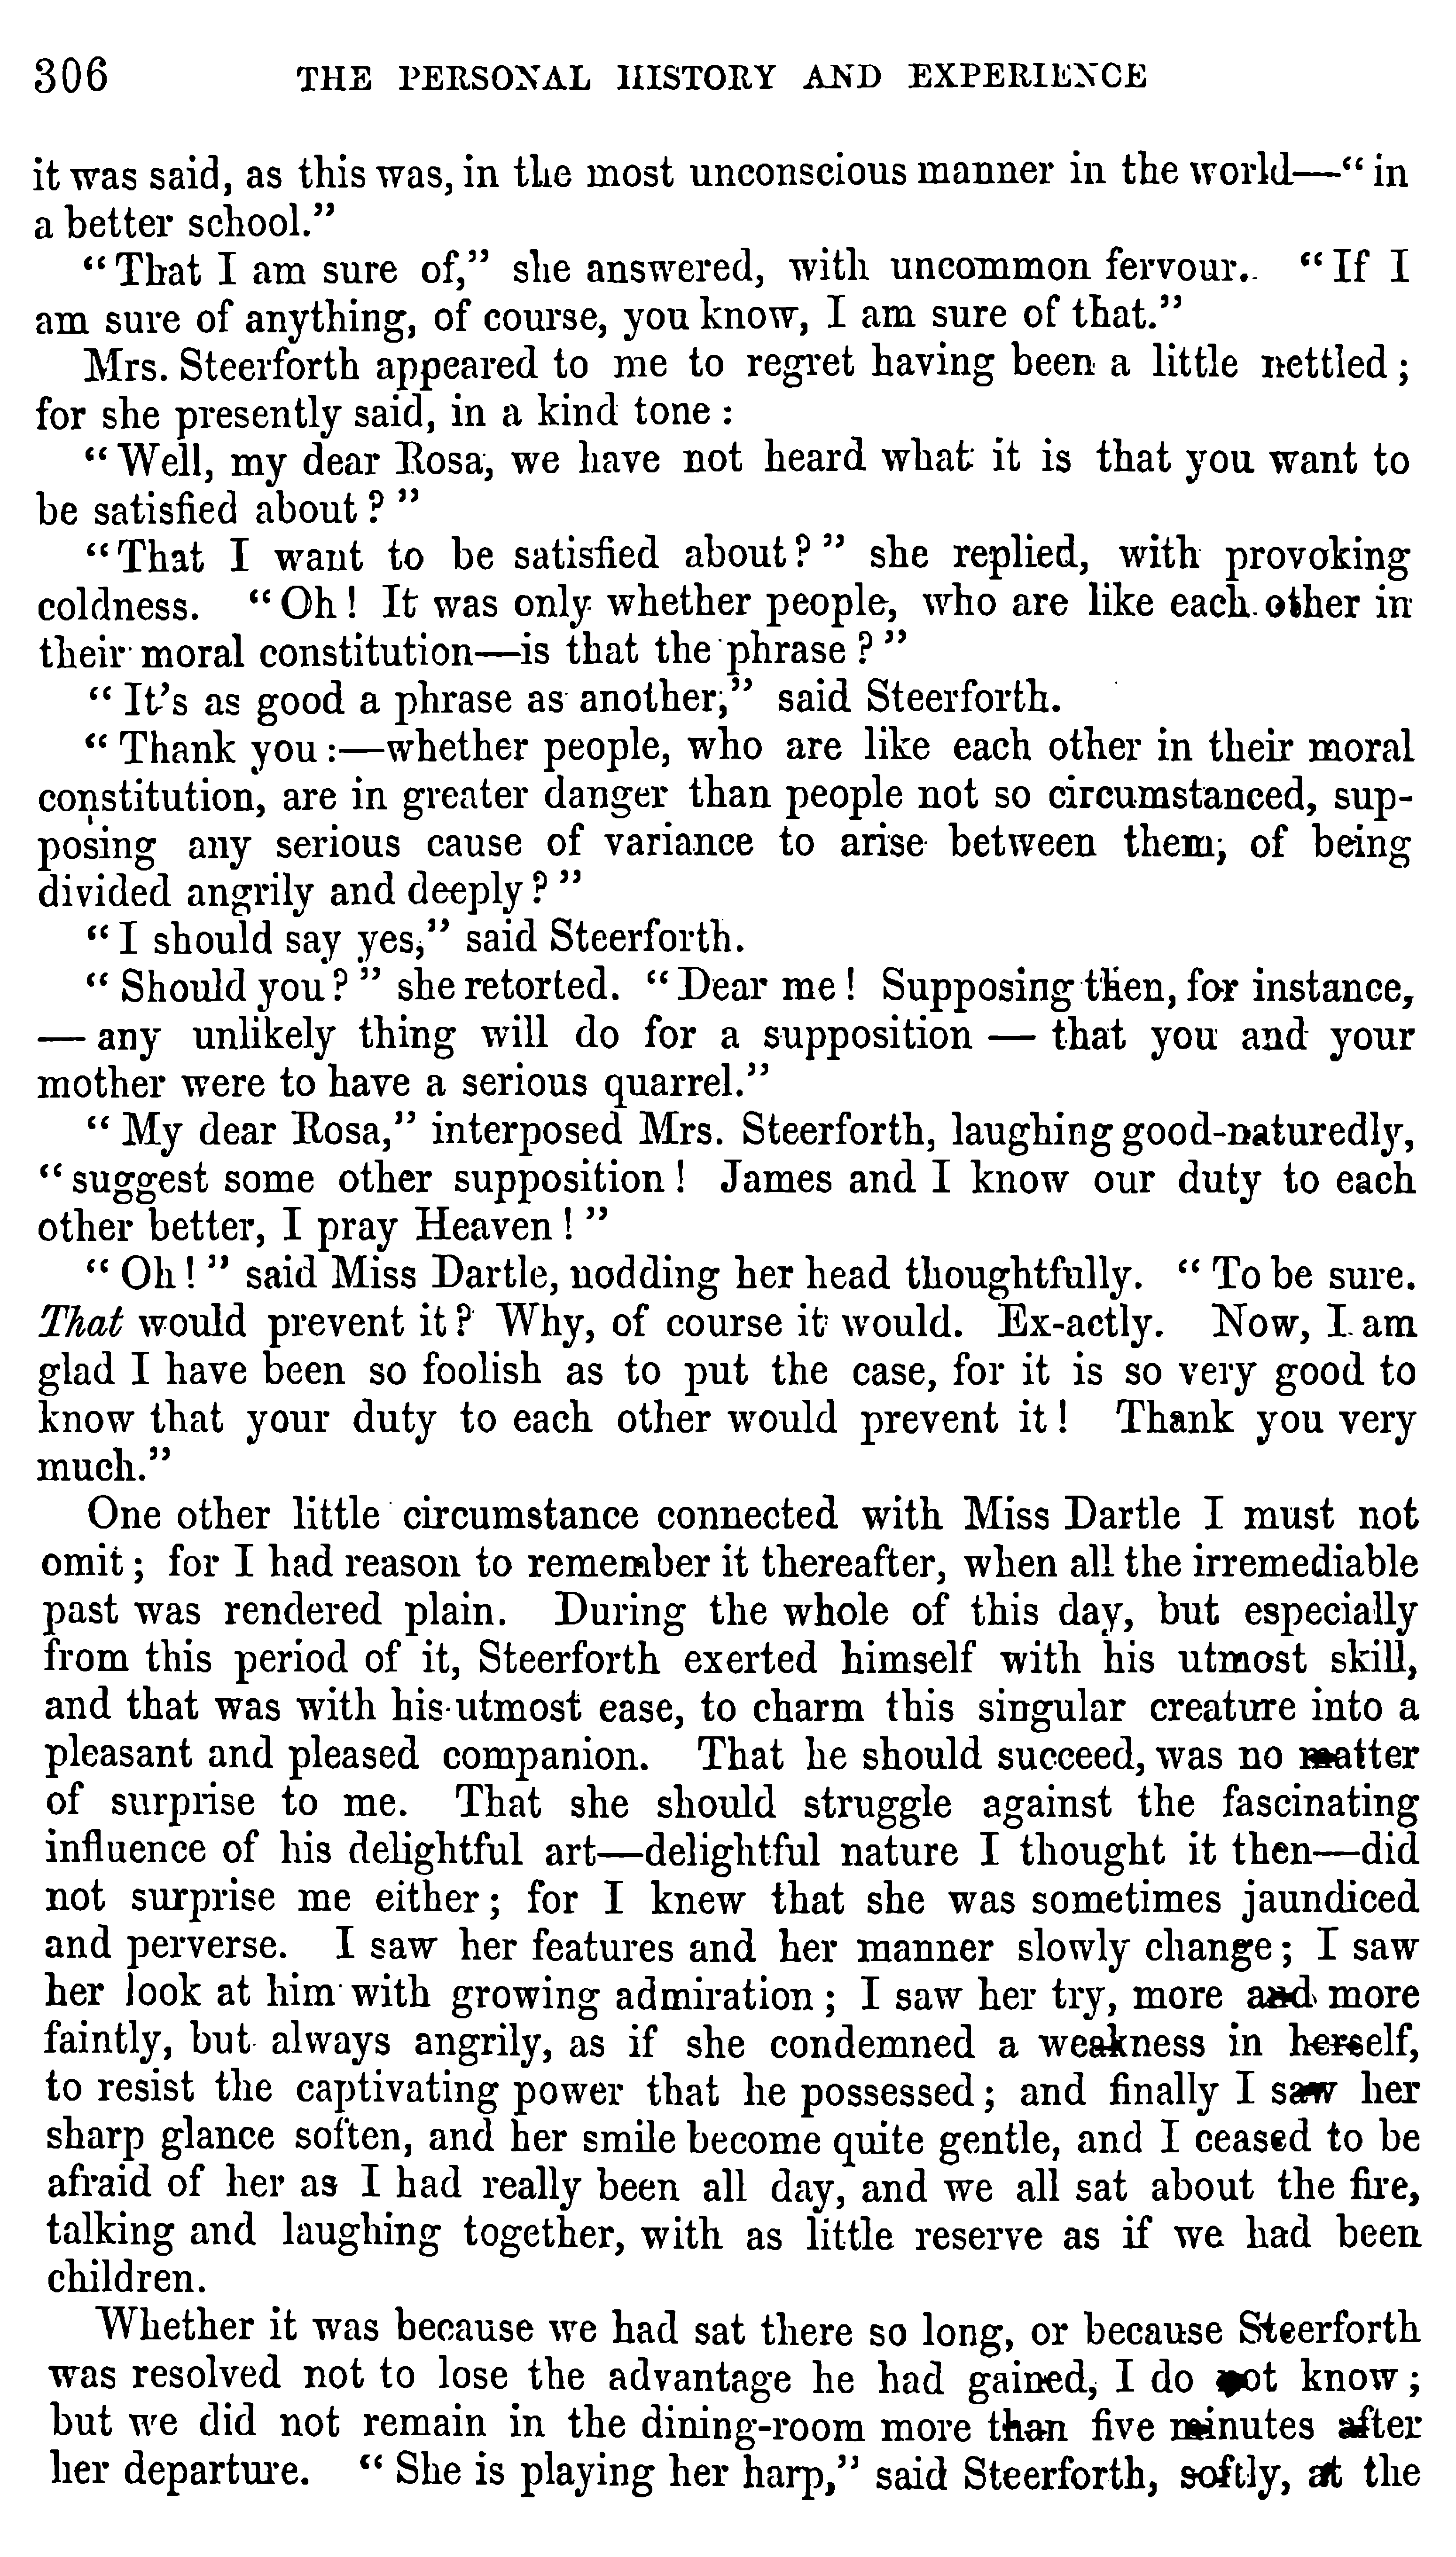 306 THE PERSONAL HISTORY AND EXPERIENCE
it was said, as this was, in the most unconscious manner in the world—“in
a better school.”
“That I am sure of,” she answered, with uncommon fervour. “If I
am sure of anything, of course, you know, I am sure of that.”
Mrs. Steerforth appeared to me to regret having been a little nettled;
for she presently said, in a kind tone:
“Well, my dear Rosa, we have not heard what it is that you want to
be satisfied about?”
“That I want to be satisfied about?” she replied, with provoking
coldness. “Oh! It was only whether people, who are like each other in
their moral constitution—is that the phrase?”
“It's as good a phrase as another,” said Steerforth.
“Thank you:—whether people, who are like each other in their moral
constitution, are in greater danger than people not so circumstanced, sup-
posing any serious cause of variance to arise between them, of being
divided angrily and deeply?”
“I should say yes,” said Steerforth.
“Should you?” she retorted. “Dear me! Supposing then, for instance,
— any unlikely thing will do for a supposition — that you and your
mother were to have a serious quarrel.”
“My dear Rosa,” interposed Mrs. Steerforth, laughing good-naturedly,
“suggest some other supposition! James and I know our duty to each
other better, I pray Heaven!”
“Oh!” said Miss Dartle, nodding her head thoughtfully. “To be sure.
That would prevent it? Why, of course it would. Ex-actly. Now, I am
glad I have been so foolish as to put the case, for it is so very good to
know that your duty to each other would prevent it! Thank you very
much.”
One other little circumstance connected with Miss Dartle I must not
omit; for I had reason to remember it thereafter, when all the irremediable
past was rendered plain. During the whole of this day, but especially
from this period of it, Steerforth exerted himself with his utmost skill,
and that was with his utmost ease, to charm this singular creature into a
pleasant and pleased companion. That he should succeed, was no matter
of surprise to me. That she should struggle against the fascinating
influence of his delightful art—delightful nature I thought it then—did
not surprise me either; for I knew that she was sometimes jaundiced
and perverse. I saw her features and her manner slowly change; I saw
her look at him with growing admiration; I saw her try, more and more
faintly, but always angrily, as if she condemned a weakness in herself,
to resist the captivating power that he possessed; and finally I saw her
sharp glance soften, and her smile become quite gentle, and I ceased to be
afraid of her as I had really been all day, and we all sat about the fire,
talking and laughing together, with as little reserve as if we had been
children.
Whether it was because we had sat there so long, or because Steerforth
was resolved not to lose the advantage he had gained, I do not know;
but we did not remain in the dining-room more than five minutes after
her departure. “She is playing her harp,” said Steerforth, softly, at the